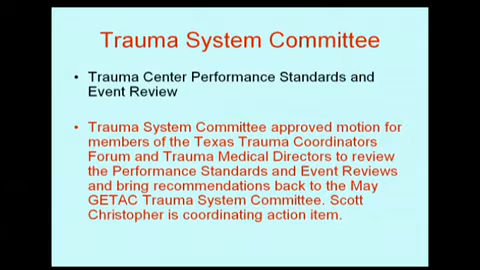 Trauma System Committee
• Trauma Center Performance Standards and
Event Review
• Trauma System Committee approved motion for
members of the Texas Trauma Coordinators
Forum and Trauma Medical Directors to review
the Performance Standards and Event Reviews
and bring recommendations back to the May
GETAC Trauma System Committee. Scott
Christopher is coordinating action item.